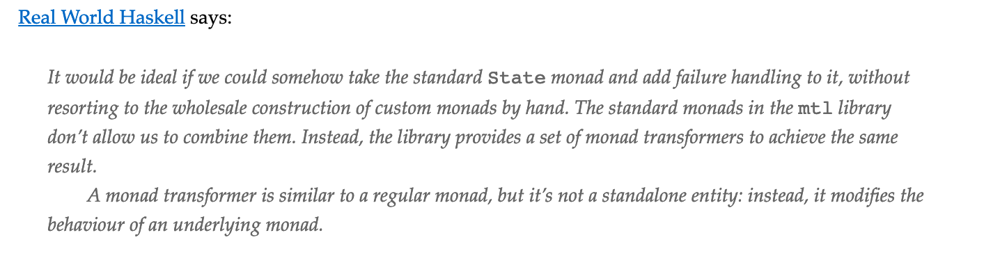 Real World Haskell says:
It would be ideal if we could somehow take the standard State monad and add failure handling to it, without
resorting to the wholesale construction of custom monads by hand. The standard monads in the mtl library
don’t allow us to combine them. Instead, the library provides a set of monad transformers to achieve the same
result.
A monad transformer is similar to a regular monad, but it’s not a standalone entity: instead, it modifies the
behaviour of an underlying monad.